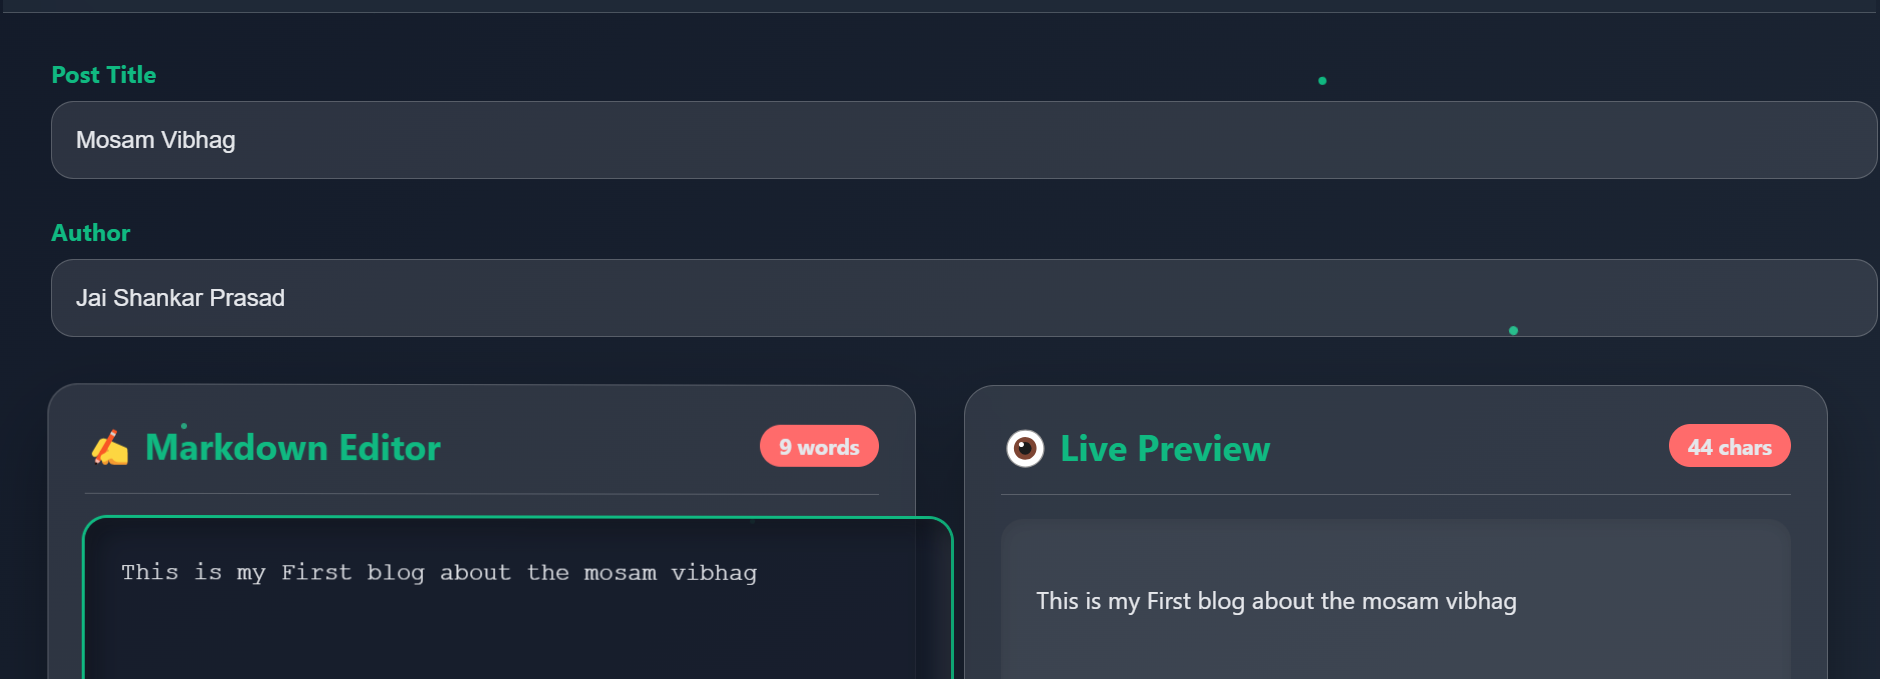 Post Title
Mosam Vibhag
Author
Jai Shankar Prasad
Markdown Editor
9 words
This is my First blog about the mosam vibhag
Live Preview
44 chars
This is my First blog about the mosam vibhag